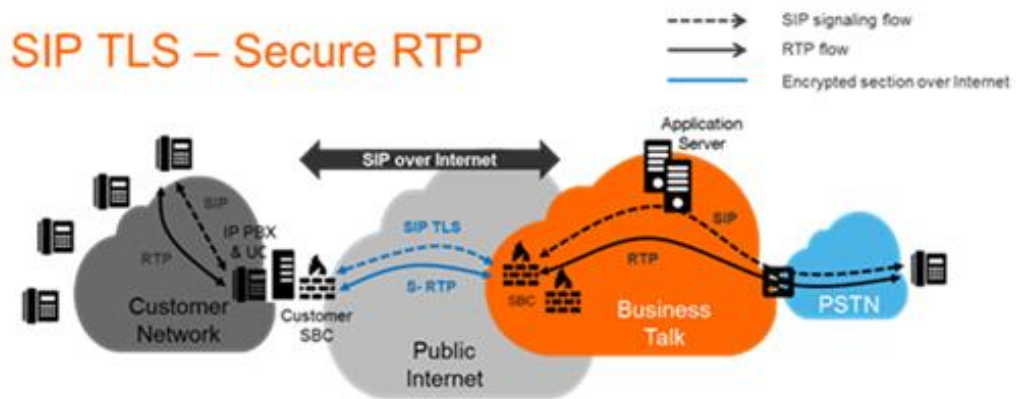 SIP TLS – Secure RTP
SIP signaling flow
RTP flow
Encrypted section over Internet
Application
Server
SIP over Internet
SIP
RTP
IP PBX
& UC
Customer
Network
Customer
SBC
SIP TLS
S- RTP
Public
Internet
SBC
SIP
RTP
Business
Talk
PSTN